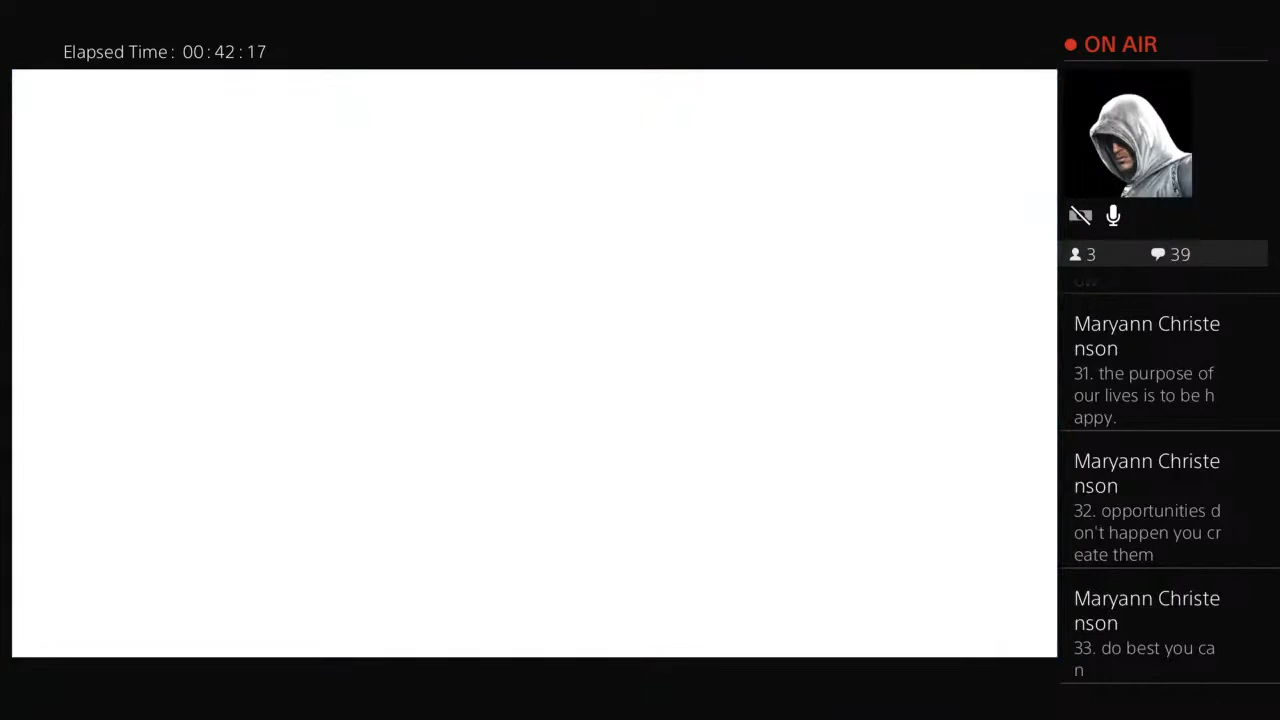 Elapsed Time: 00:42:17
ON AIR
3 39
Maryann Christe
nson
31. the purpose of
our lives is to be h
appy.
Maryann Christe
nson
32. opportunities d
on't happen you cr
eate them
Maryann Christe
nson
33. do best you ca
n